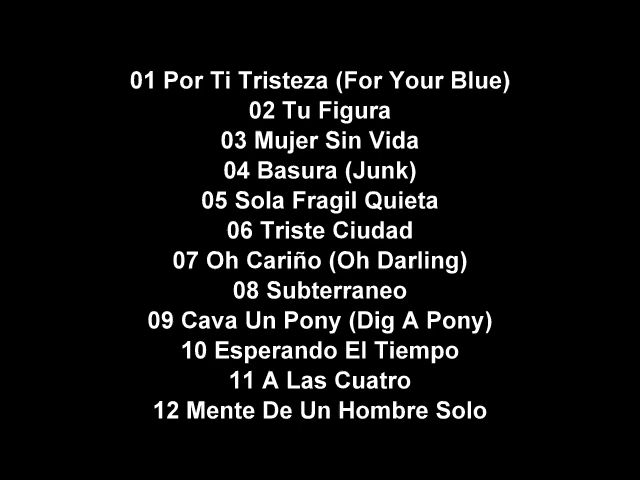 01 Por Ti Tristeza (For Your Blue)
02 Tu Figura
03 Mujer Sin Vida
04 Basura (Junk)
05 Sola Fragil Quieta
06 Triste Ciudad
07 Oh Cariño (Oh Darling)
08 Subterraneo
09 Cava Un Pony (Dig A Pony)
10 Esperando El Tiempo
11 A Las Cuatro
12 Mente De Un Hombre Solo